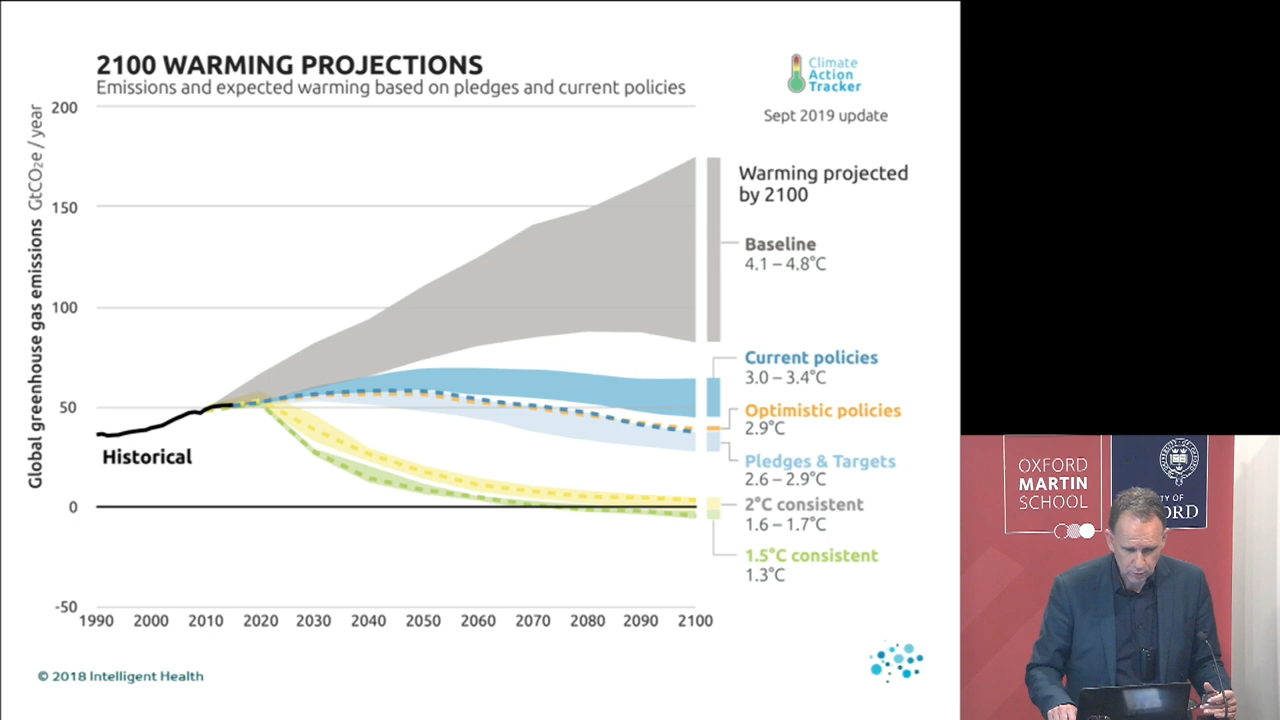 2100 WARMING PROJECTIONS
Emissions and expected warming based on pledges and current policies
Climate
Action
Tracker
Sept 2019 update
Global greenhouse gas emissions GtCO₂e / year
200
150
100
50
0
-50
Historical
1990 2000 2010 2020 2030 2040 2050 2060 2070 2080 2090 2100
Warming projected
by 2100
Baseline
4.1 – 4.8°C
Current policies
3.0 – 3.4°C
Optimistic policies
2.9°C
Pledges & Targets
2.6 – 2.9°C
2°C consistent
1.6 – 1.7°C
1.5°C consistent
1.3°C
© 2018 Intelligent Health
OXFORD
MARTIN
SCHOOL
TY OF
ORD